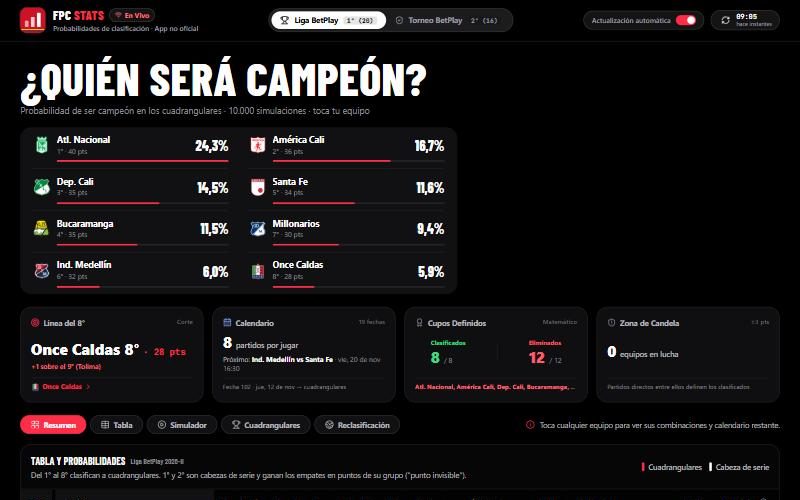 FPC STATS En Vivo
Probabilidades de clasificación · App no oficial
Liga BetPlay 1° (20)
Torneo BetPlay 2° (16)
Actualización automática
09:05
hace instantes
¿QUIÉN SERÁ CAMPEÓN?
Probabilidad de ser campeón en los cuadrangulares · 10.000 simulaciones · toca tu equipo
Atl. Nacional
1° · 40 pts
24,3%
América Cali
2° · 36 pts
16,7%
Dep. Cali
3° · 35 pts
14,5%
Santa Fe
5° · 34 pts
11,6%
Bucaramanga
4° · 35 pts
11,5%
Millonarios
7° · 30 pts
9,4%
Ind. Medellín
6° · 32 pts
6,0%
Once Caldas
8° · 28 pts
5,9%
Línea del 8°
Corte
Once Caldas 8° · 28 pts
+1 sobre el 9° (Tolima)
Once Caldas >
Calendario
19 fechas
8 partidos por jugar
Próximo: Ind. Medellín vs Santa Fe · vie, 20 de nov
16:30
Fecha 102 · jue, 12 de nov → cuadrangulares
Cupos Definidos
Matemático
Clasificados
8 / 8
Eliminados
12 / 12
Atl. Nacional, América Cali, Dep. Cali, Bucaramanga, ...
Zona de Candela
±3 pts
0 equipos en lucha
Partidos directos entre ellos definen los clasificados
Resumen
Tabla
Simulador
Cuadrangulares
Reclasificación
Toca cualquier equipo para ver sus combinaciones y calendario restante.
TABLA Y PROBABILIDADES Liga BetPlay 2026-II
Del 1° al 8° clasifican a cuadrangulares. 1° y 2° son cabezas de serie y ganan los empates en puntos de su grupo ("punto invisible").
Cuadrangulares
Cabeza de serie